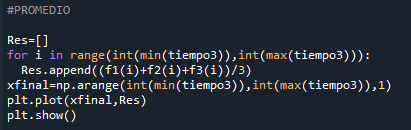 #PROMEDIO
Res=[]
for i in range(int(min(tiempo3)),int(max(tiempo3))):
  Res.append((f1(i)+f2(i)+f3(i))/3)
xfinal=np.arange(int(min(tiempo3)),int(max(tiempo3)),1)
plt.plot(xfinal,Res)
plt.show()